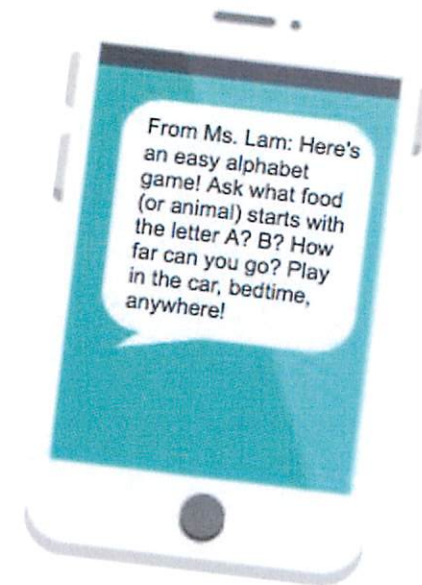 From Ms. Lam: Here's
an easy alphabet
game! Ask what food
(or animal) starts with
the letter A? B? How
far can you go? Play
in the car, bedtime,
anywhere!